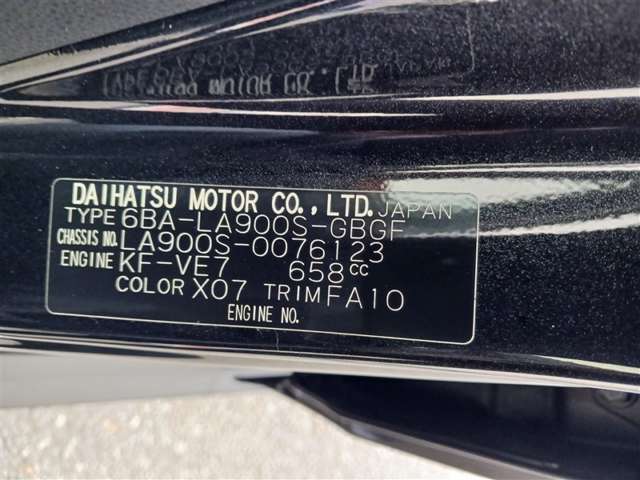 DAIHATSU MOTOR CO., LTD. JAPAN
TYPE 6BA-LA900S-GBGF
CHASSIS NO. LA900S-0076123
ENGINE KF-VE7 658CC
COLOR X07 TRIM FA10
ENGINE NO.